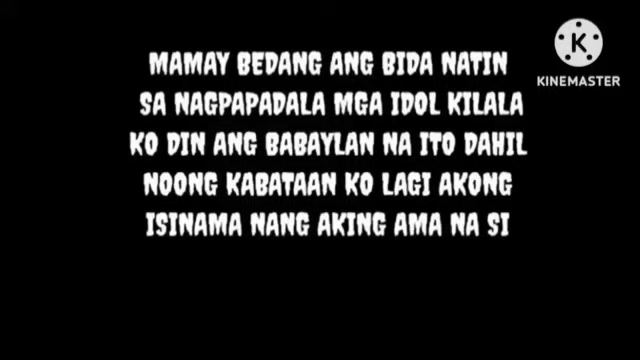 MAMAY BEDANG ANG BIDA NATIN
SA NAGPAPADALA MGA IDOL KILALA
KO DIN ANG BABAYLAN NA ITO DAHIL
NOONG KABATAAN KO LAGI AKONG
ISINAMA NANG AKING AMA NA SI
K
KINEMASTER